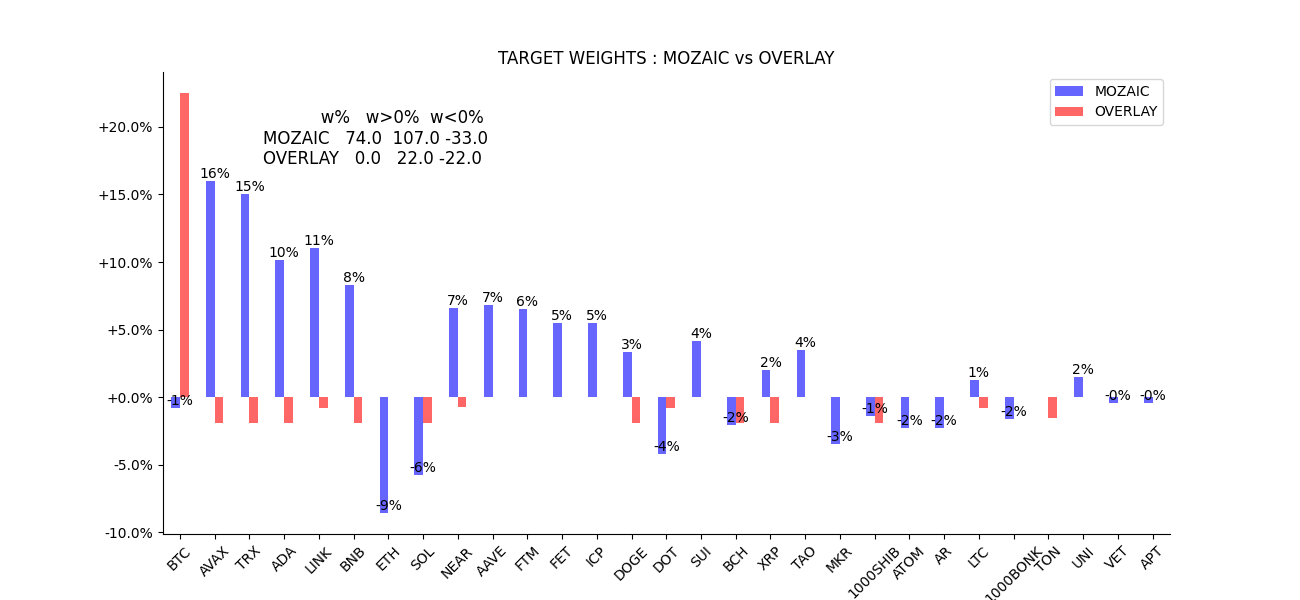 TARGET WEIGHTS : MOZAIC vs OVERLAY
MOZAIC
OVERLAY
w% w>0% w<0%
MOZAIC 74.0 107.0 -33.0
OVERLAY 0.0 22.0 -22.0
+20.0%
+15.0%
+10.0%
+5.0%
+0.0%
-5.0%
-10.0%
-1%
16%
15%
10%
11%
8%
-9%
-6%
7%
7%
6%
5%
5%
3%
-4%
4%
-2%
2%
4%
-3%
-1%
-2%
-2%
1%
-2%
2%
-0%
-0%
BTC
AVAX
TRX
ADA
LINK
BNB
ETH
SOL
NEAR
AAVE
FTM
FET
ICP
DOGE
DOT
SUI
BCH
XRP
TAO
MKR
1000SHIB
ATOM
AR
LTC
1000BONK
TON
UNI
VET
APT